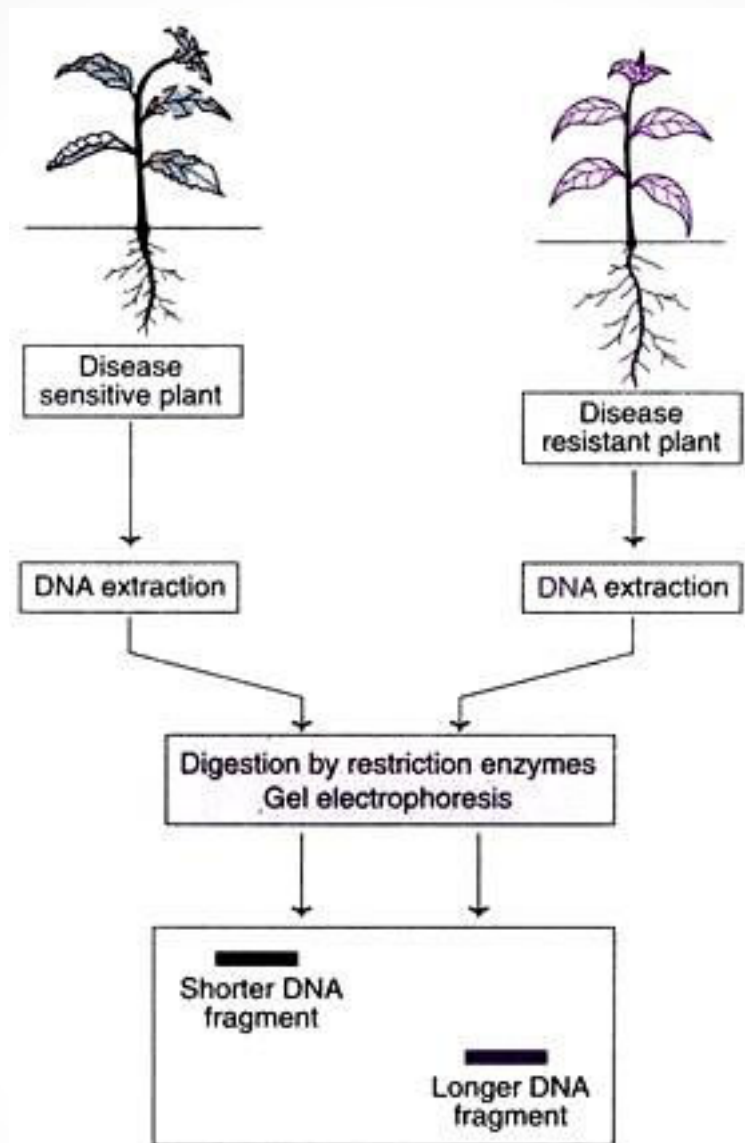 Disease
sensitive plant
Disease
resistant plant
DNA extraction
DNA extraction
Digestion by restriction enzymes
Gel electrophoresis
Shorter DNA
fragment
Longer DNA
fragment